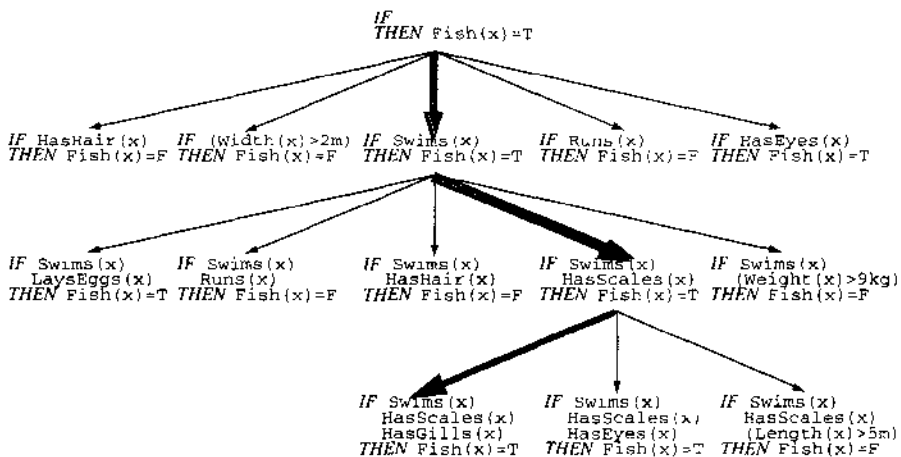 IF
THEN Fish(x)=T
IF HasHair(x)
THEN Fish(x)=F
IF (Width(x)>2m)
THEN Fish(x)=F
IF Swims(x)
THEN Fish(x)=T
IF Runs(x)
THEN Fish(x)=F
IF HasEyes(x)
THEN Fish(x)=T
IF Swims(x)
LaysEggs(x)
THEN Fish(x)=T
IF Swims(x)
Runs(x)
THEN Fish(x)=F
IF Swims(x)
HasHair(x)
THEN Fish(x)=F
IF Swims(x)
HasScales(x)
THEN Fish(x)=T
IF Swims(x)
(Weight(x)>9kg)
THEN Fish(x)=F
IF Swims(x)
HasScales(x)
HasGills(x)
THEN Fish(x)=T
IF Swims(x)
HasScales(x)
HasEyes(x)
THEN Fish(x)=T
IF Swims(x)
HasScales(x)
(Length(x)>5m)
THEN Fish(x)=F